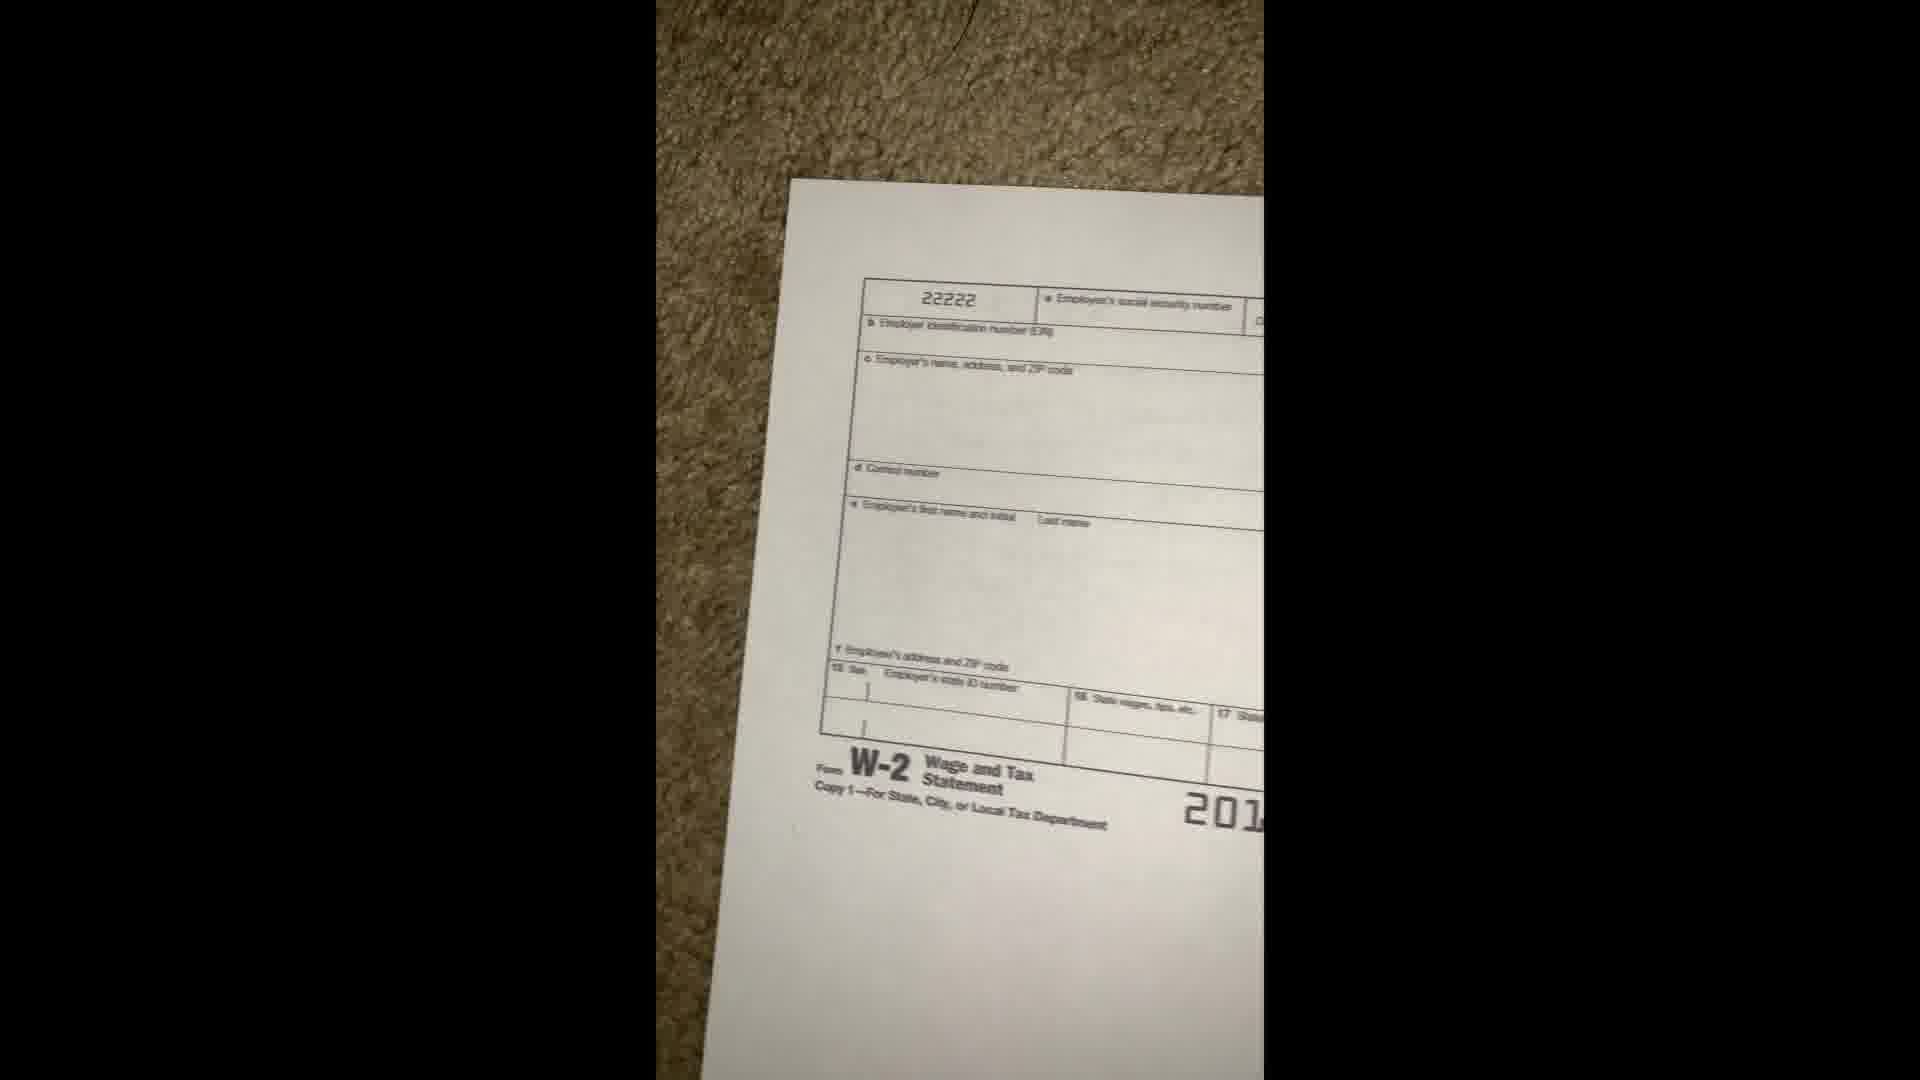 22222
a Employee's social security number
b Employer identification number (EIN)
c Employer's name, address, and ZIP code
d Control number
e Employee's first name and initial Last name
f Employee's address and ZIP code
15 State Employer's state ID number
16 State wages, tips, etc.
17 State
Form W-2 Wage and Tax
Statement
201
Copy 1—For State, City, or Local Tax Department